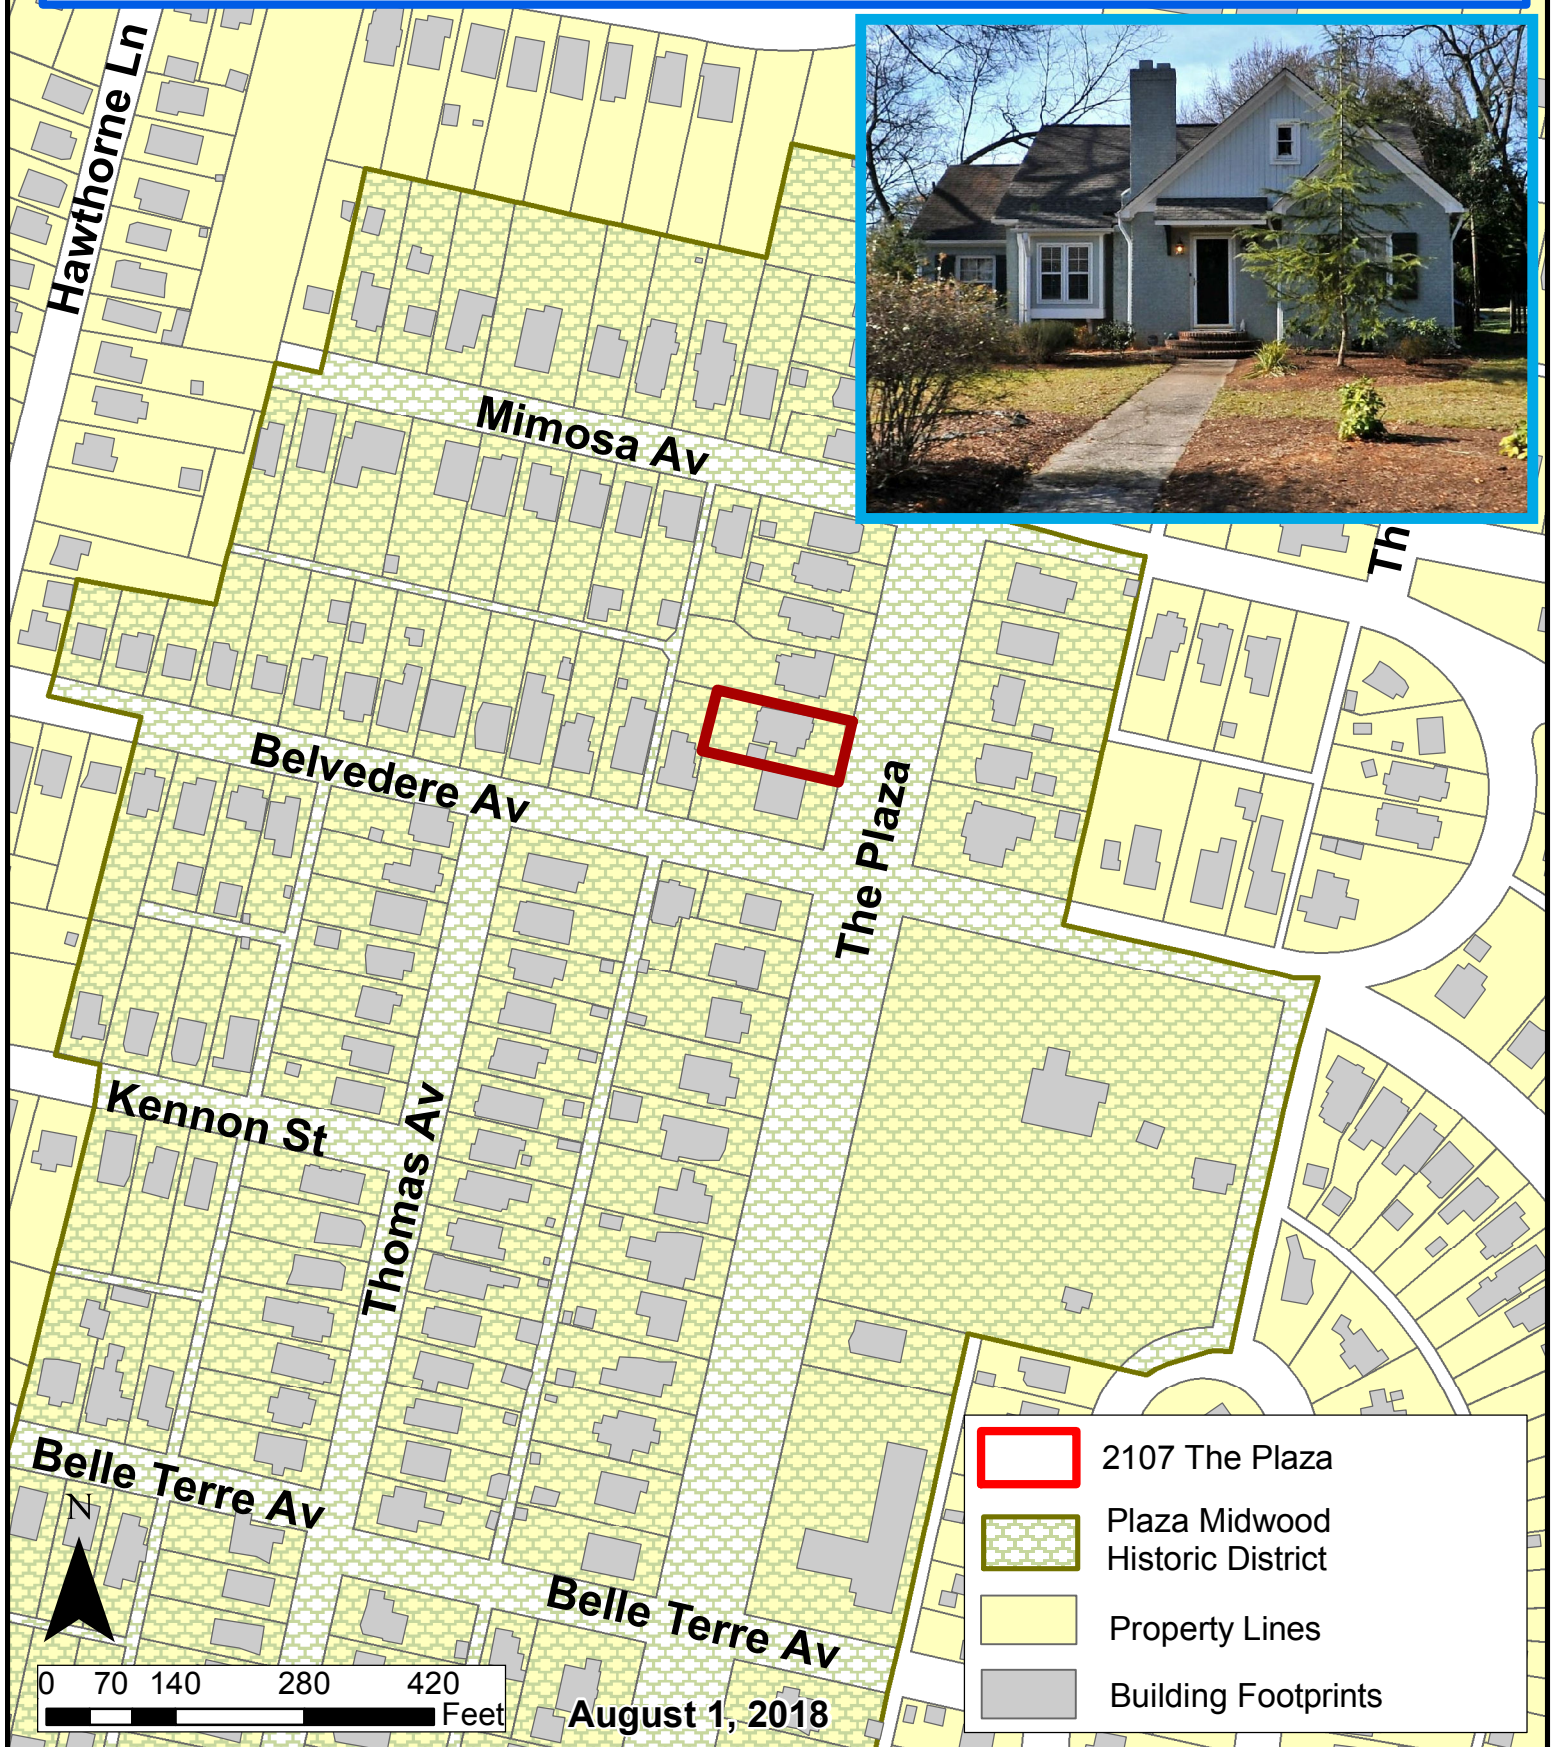 Hawthorne Ln
Mimosa Av
Th
Belvedere Av
The Plaza
Kennon St
Thomas Av
Belle Terre Av
N
Belle Terre Av
0 70 140 280 420
Feet
August 1, 2018
2107 The Plaza
Plaza Midwood
Historic District
Property Lines
Building Footprints